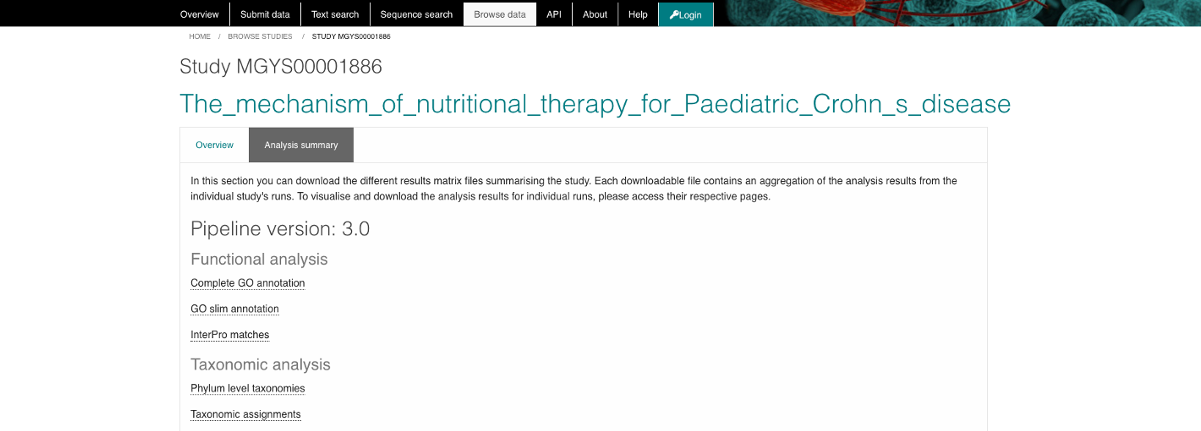 Overview Submit data Text search Sequence search Browse data API About Help Login
HOME / BROWSE STUDIES / STUDY MGYS00001886
Study MGYS00001886
The_mechanism_of_nutritional_therapy_for_Paediatric_Crohn_s_disease
Overview Analysis summary
In this section you can download the different results matrix files summarising the study. Each downloadable file contains an aggregation of the analysis results from the
individual study's runs. To visualise and download the analysis results for individual runs, please access their respective pages.
Pipeline version: 3.0
Functional analysis
Complete GO annotation
GO slim annotation
InterPro matches
Taxonomic analysis
Phylum level taxonomies
Taxonomic assignments